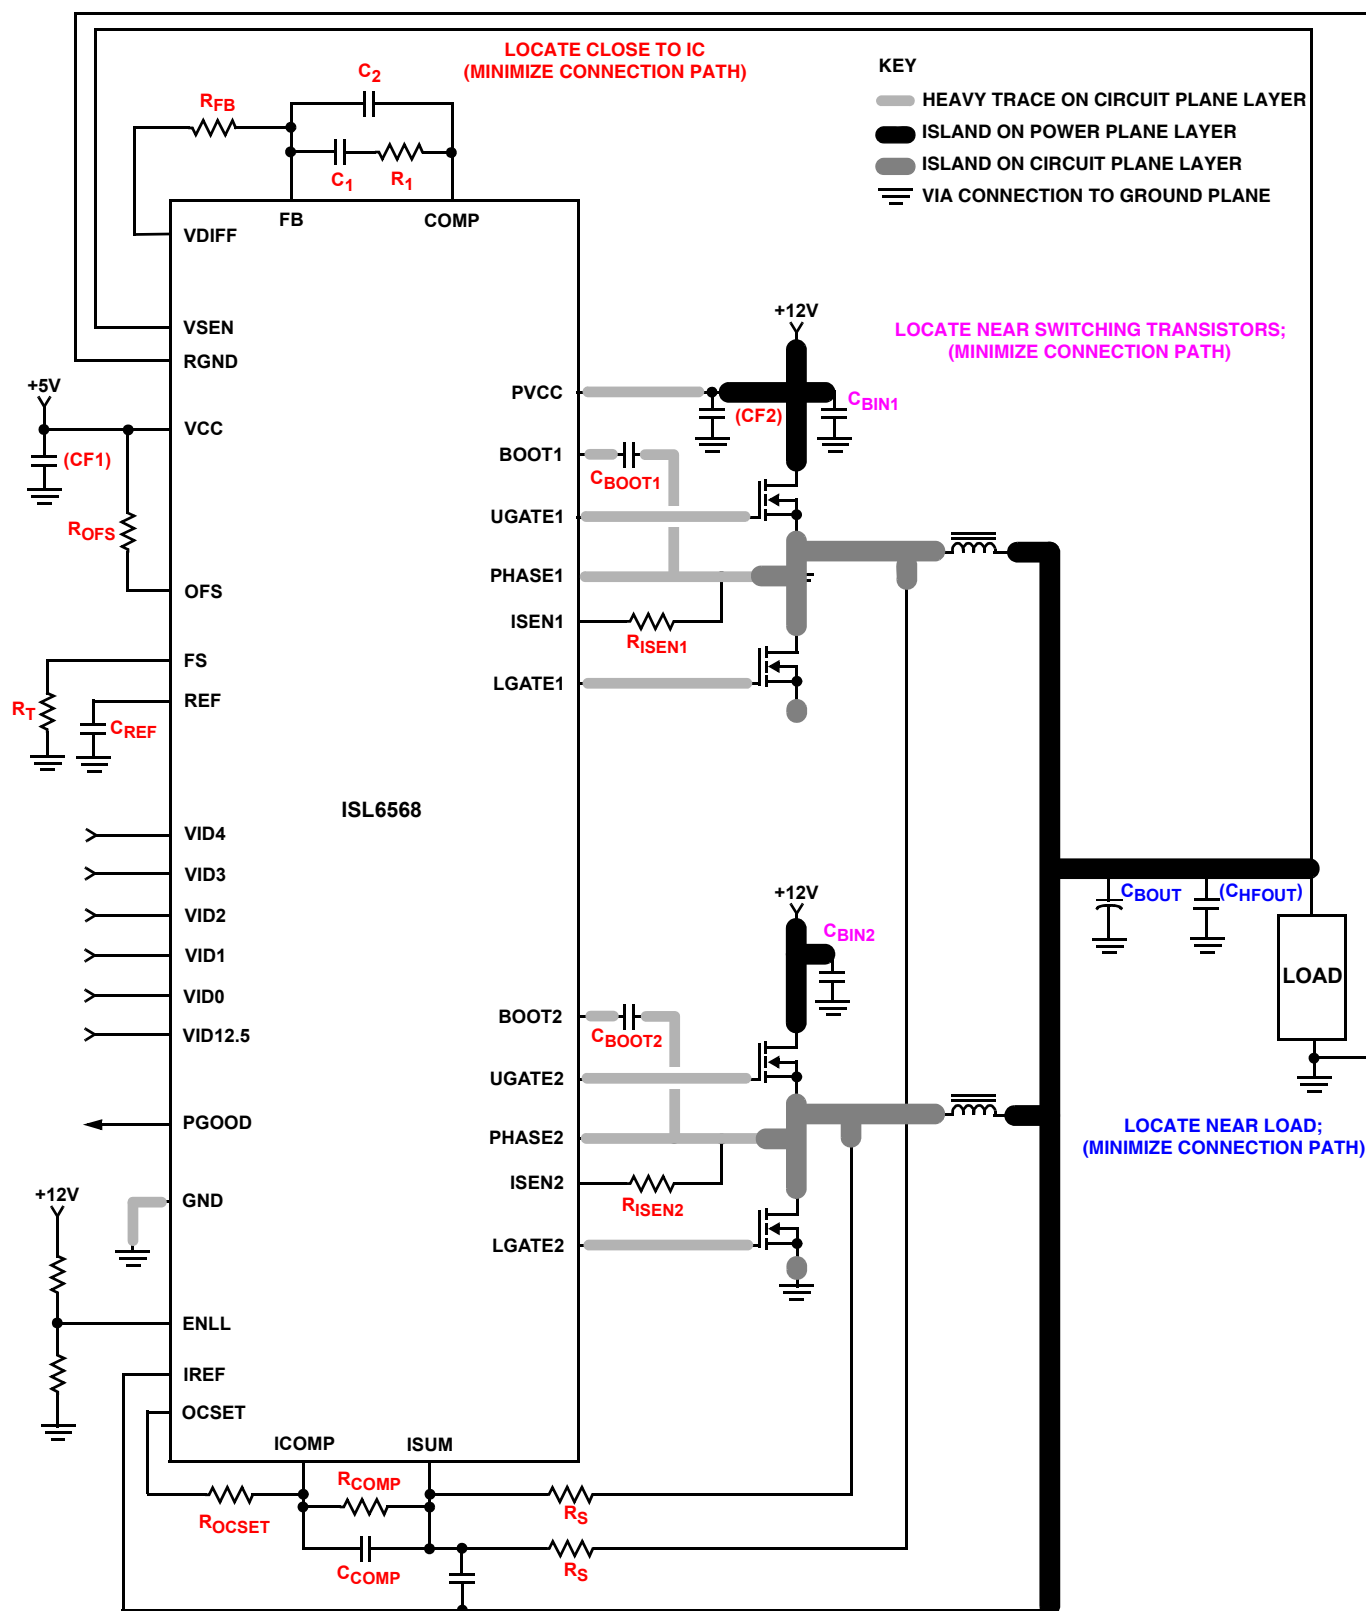 LOCATE CLOSE TO IC
(MINIMIZE CONNECTION PATH)
KEY
HEAVY TRACE ON CIRCUIT PLANE LAYER
ISLAND ON POWER PLANE LAYER
ISLAND ON CIRCUIT PLANE LAYER
VIA CONNECTION TO GROUND PLANE
C2
RFB
C1
R1
FB
COMP
VDIFF
VSEN
RGND
+5V
VCC
(CF1)
ROFS
OFS
FS
REF
RT
CREF
ISL6568
VID4
VID3
VID2
VID1
VID0
VID12.5
PGOOD
+12V
GND
ENLL
IREF
OCSET
ICOMP
ISUM
RCOMP
ROCSET
CCOMP
RS
RS
+12V
LOCATE NEAR SWITCHING TRANSISTORS;
(MINIMIZE CONNECTION PATH)
PVCC
(CF2)
CBIN1
BOOT1
CBOOT1
UGATE1
PHASE1
ISEN1
RISEN1
LGATE1
+12V
CBIN2
BOOT2
CBOOT2
UGATE2
PHASE2
ISEN2
RISEN2
LGATE2
CBOUT
(CHFOUT)
LOAD
LOCATE NEAR LOAD;
(MINIMIZE CONNECTION PATH)